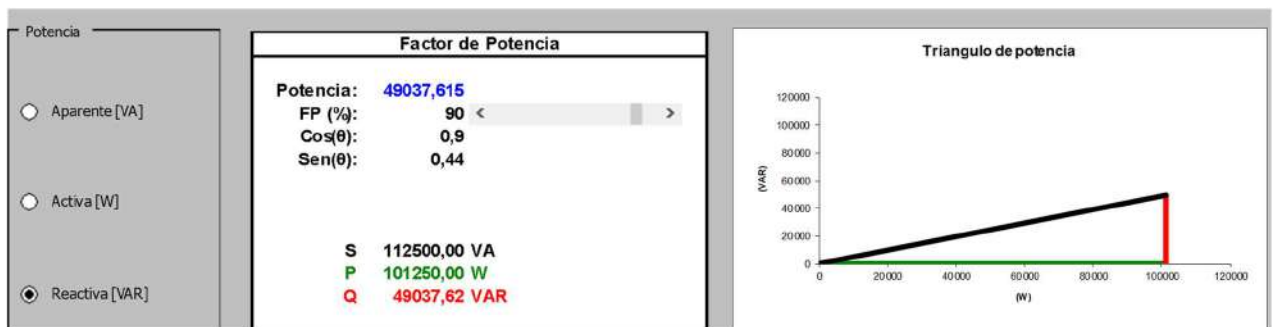 Potencia
Aparente [VA]
Activa [W]
Reactiva [VAR]
Factor de Potencia
Potencia: 49037,615
FP (%): 90
Cos(θ): 0,9
Sen(θ): 0,44
S 112500,00 VA
P 101250,00 W
Q 49037,62 VAR
Triangulo de potencia
120000
100000
80000
60000
40000
20000
0
(VAR)
0 20000 40000 60000 80000 100000 120000
(W)